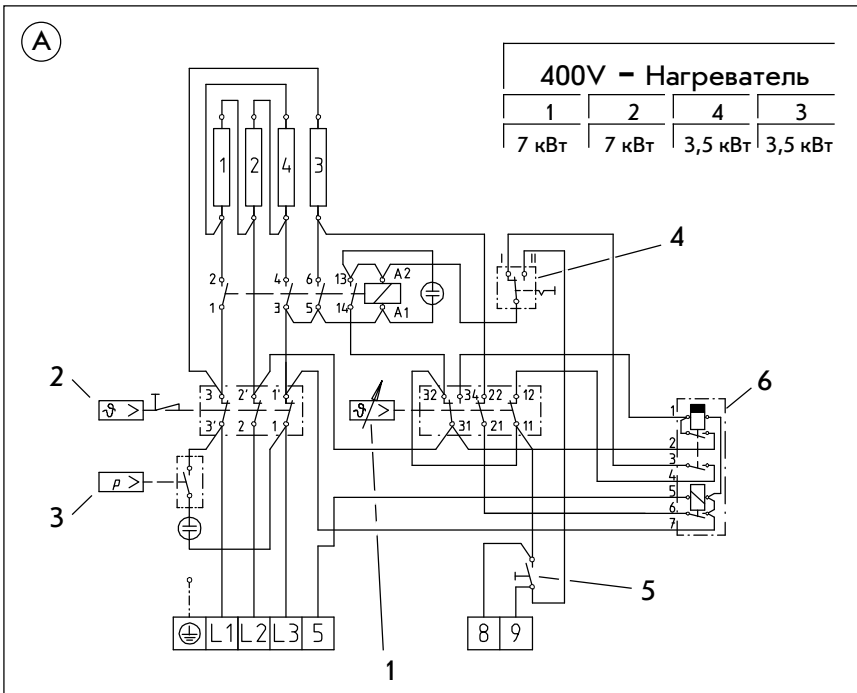 A
400V – Нагреватель
1 2 4 3
7 кВт 7 кВт 3,5 кВт 3,5 кВт
1 2 4 3
I II
4
2 4 6 13 A2
1 3 5 14 A1
6
2
ϑ >
3 2' 1'
3' 2 1
ϑ >
32 34 22 12
31 21 11
1
2
3
4
5
6
7
3
p >
5
L1 L2 L3 5
8 9
1